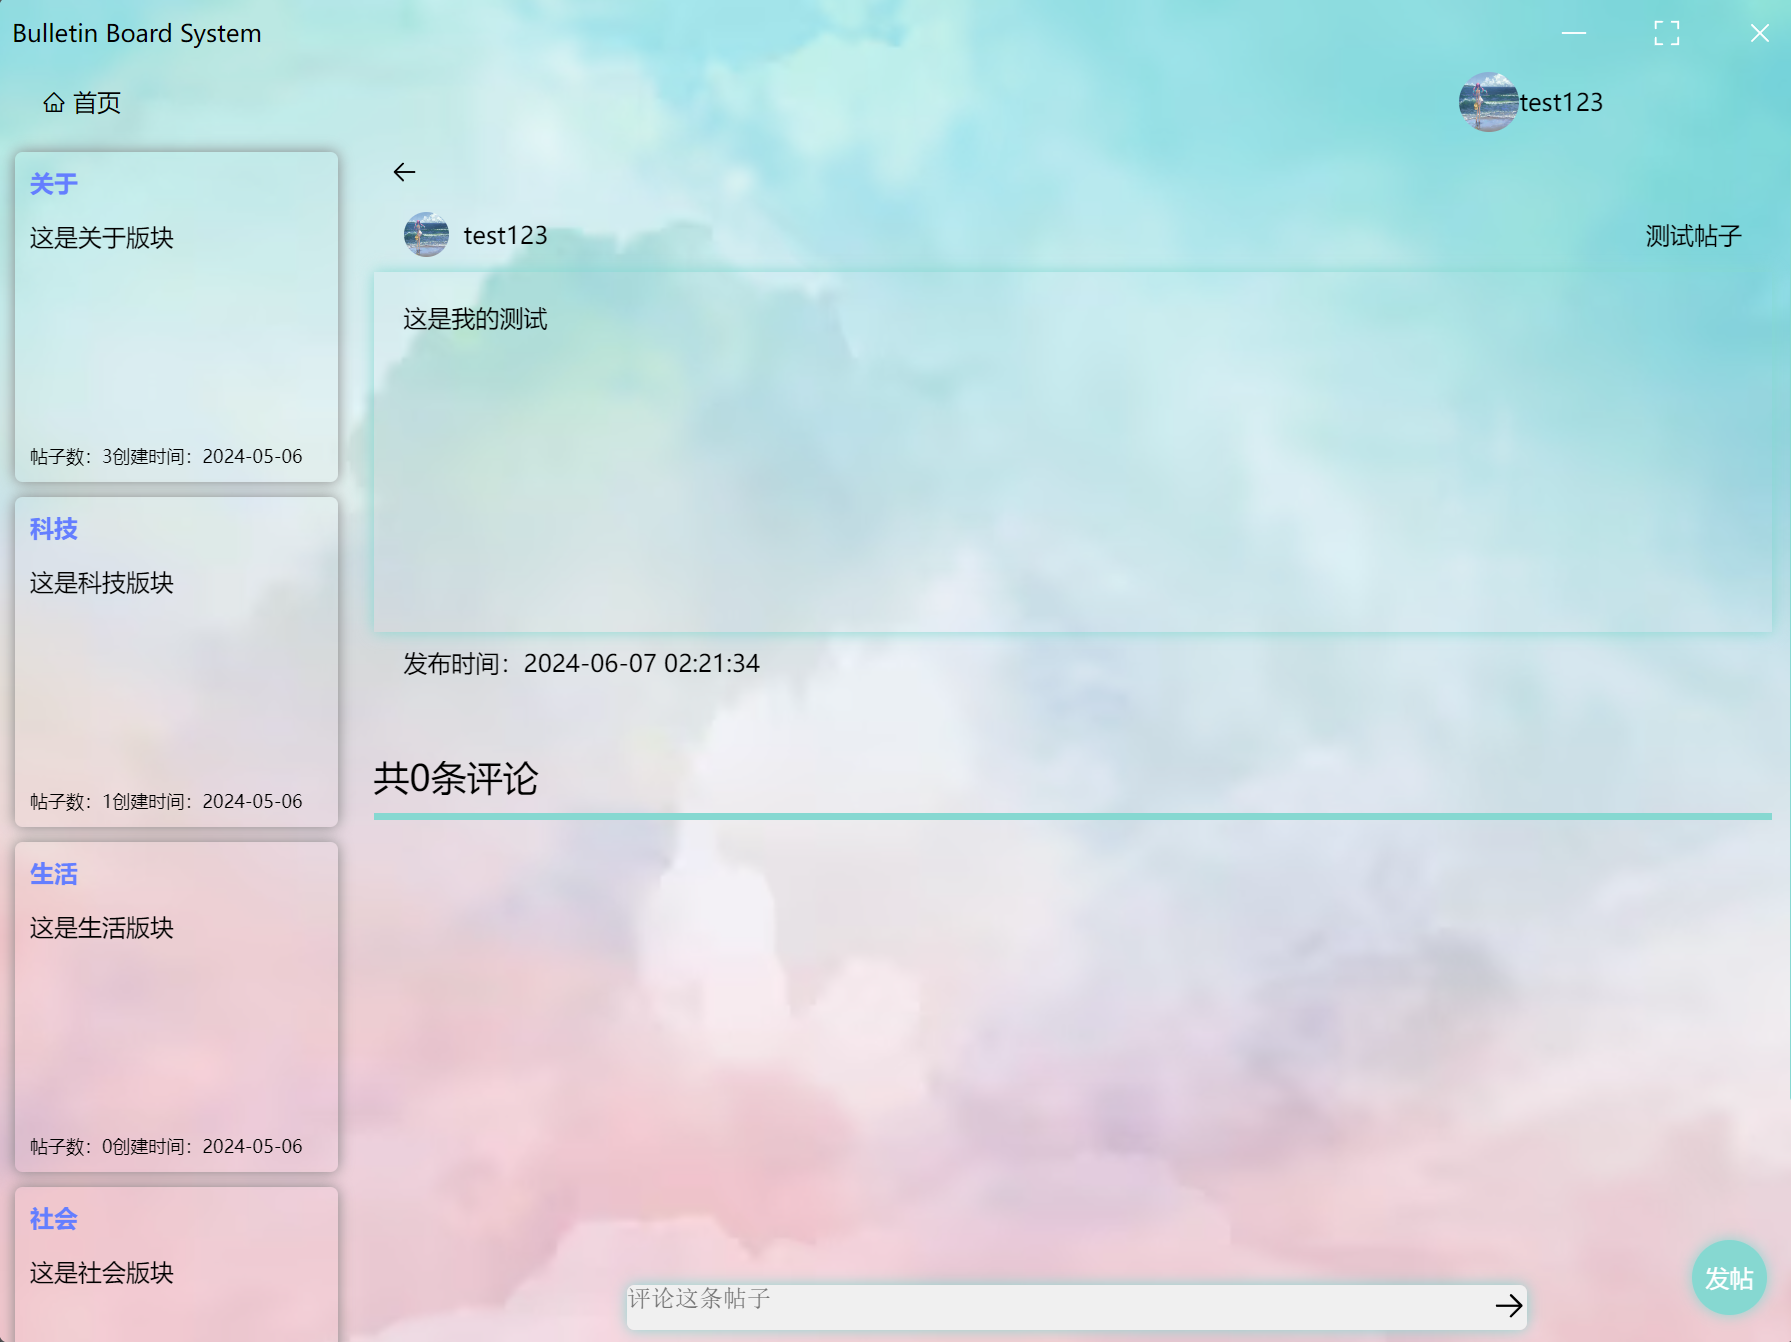 Bulletin Board System
首页
test123
关于
这是关于版块
帖子数：3创建时间：2024-05-06
科技
这是科技版块
帖子数：1创建时间：2024-05-06
生活
这是生活版块
帖子数：0创建时间：2024-05-06
社会
这是社会版块
test123
测试帖子
这是我的测试
发布时间：2024-06-07 02:21:34
共0条评论
评论这条帖子
发帖